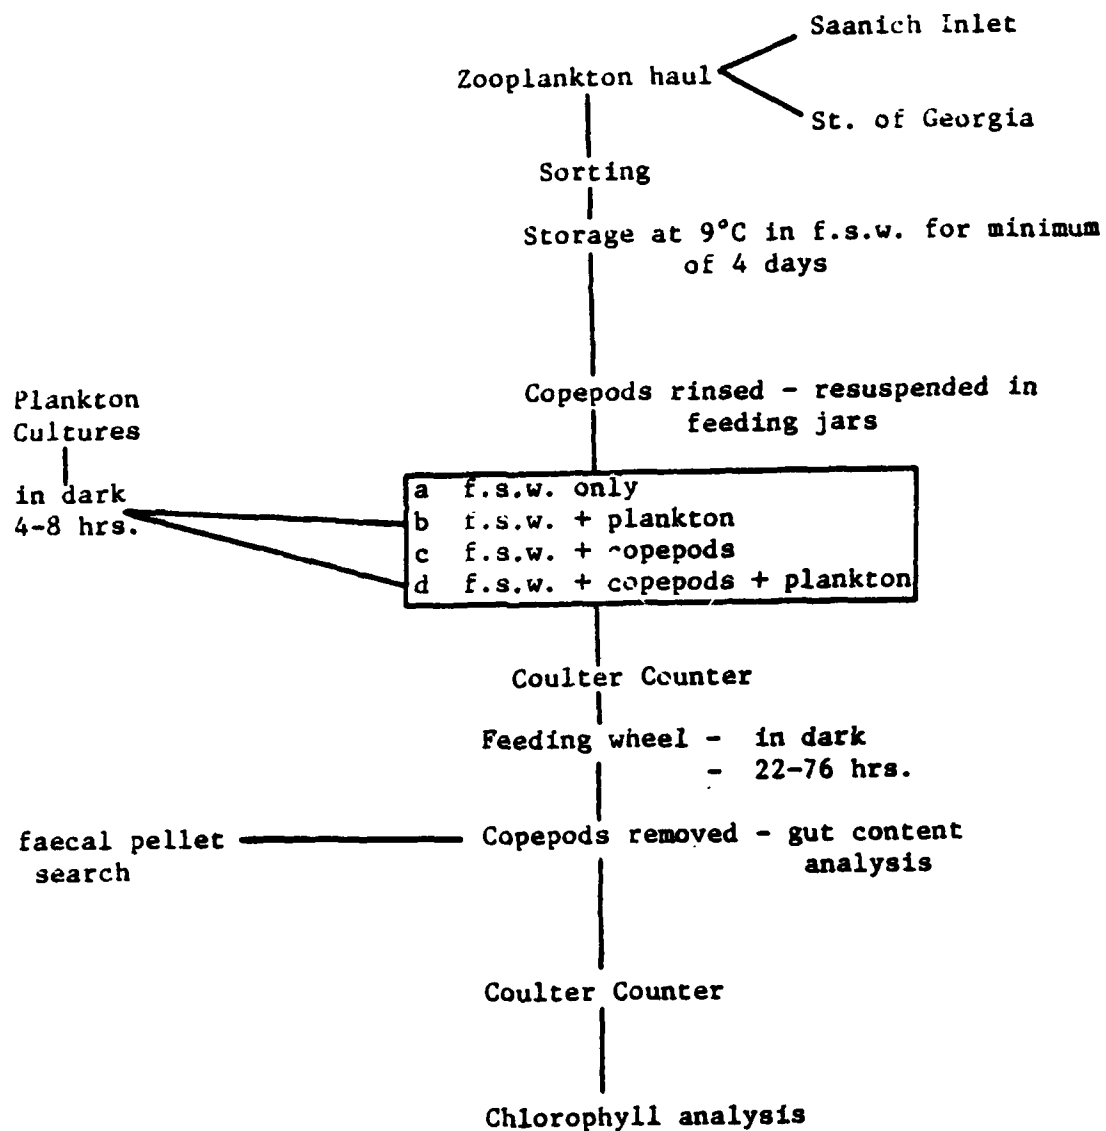 Saanich Inlet
Zooplankton haul
St. of Georgia
Sorting
Storage at 9°C in f.s.w. for minimum
of 4 days
Copepods rinsed - resuspended in
feeding jars
Plankton
Cultures
in dark
4-8 hrs.
a f.s.w. only
b f.s.w. + plankton
c f.s.w. + copepods
d f.s.w. + copepods + plankton
Coulter Counter
Feeding wheel - in dark
- 22-76 hrs.
faecal pellet
search
Copepods removed - gut content
analysis
Coulter Counter
Chlorophyll analysis